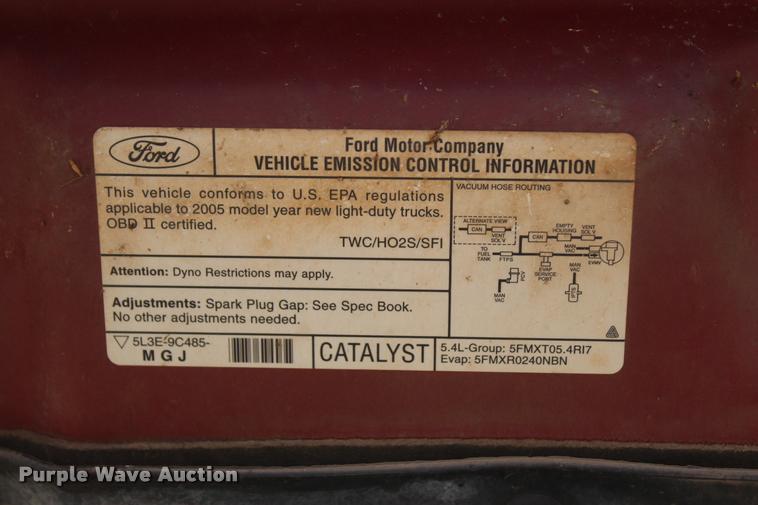 Ford
Ford Motor Company
VEHICLE EMISSION CONTROL INFORMATION
This vehicle conforms to U.S. EPA regulations
applicable to 2005 model year new light-duty trucks.
OBD II certified.
TWC/HO2S/SFI
Attention: Dyno Restrictions may apply.
Adjustments: Spark Plug Gap: See Spec Book.
No other adjustments needed.
VACUUM HOSE ROUTING
ALTERNATE VIEW
CAN
VENT
SOL V
EMPTY
HOUSING
VENT
SOL V
CAN
MAN
VAC
TO
FUEL
TANK
FTPS
EVMV
EVAP
SERVICE
PORT
MAN
VAC
PCV
MAN
VAC
5L3E-9C485-
MGJ
CATALYST
5.4L-Group: 5FMXT05.4RI7
Evap: 5FMXR0240NBN
Purple Wave Auction